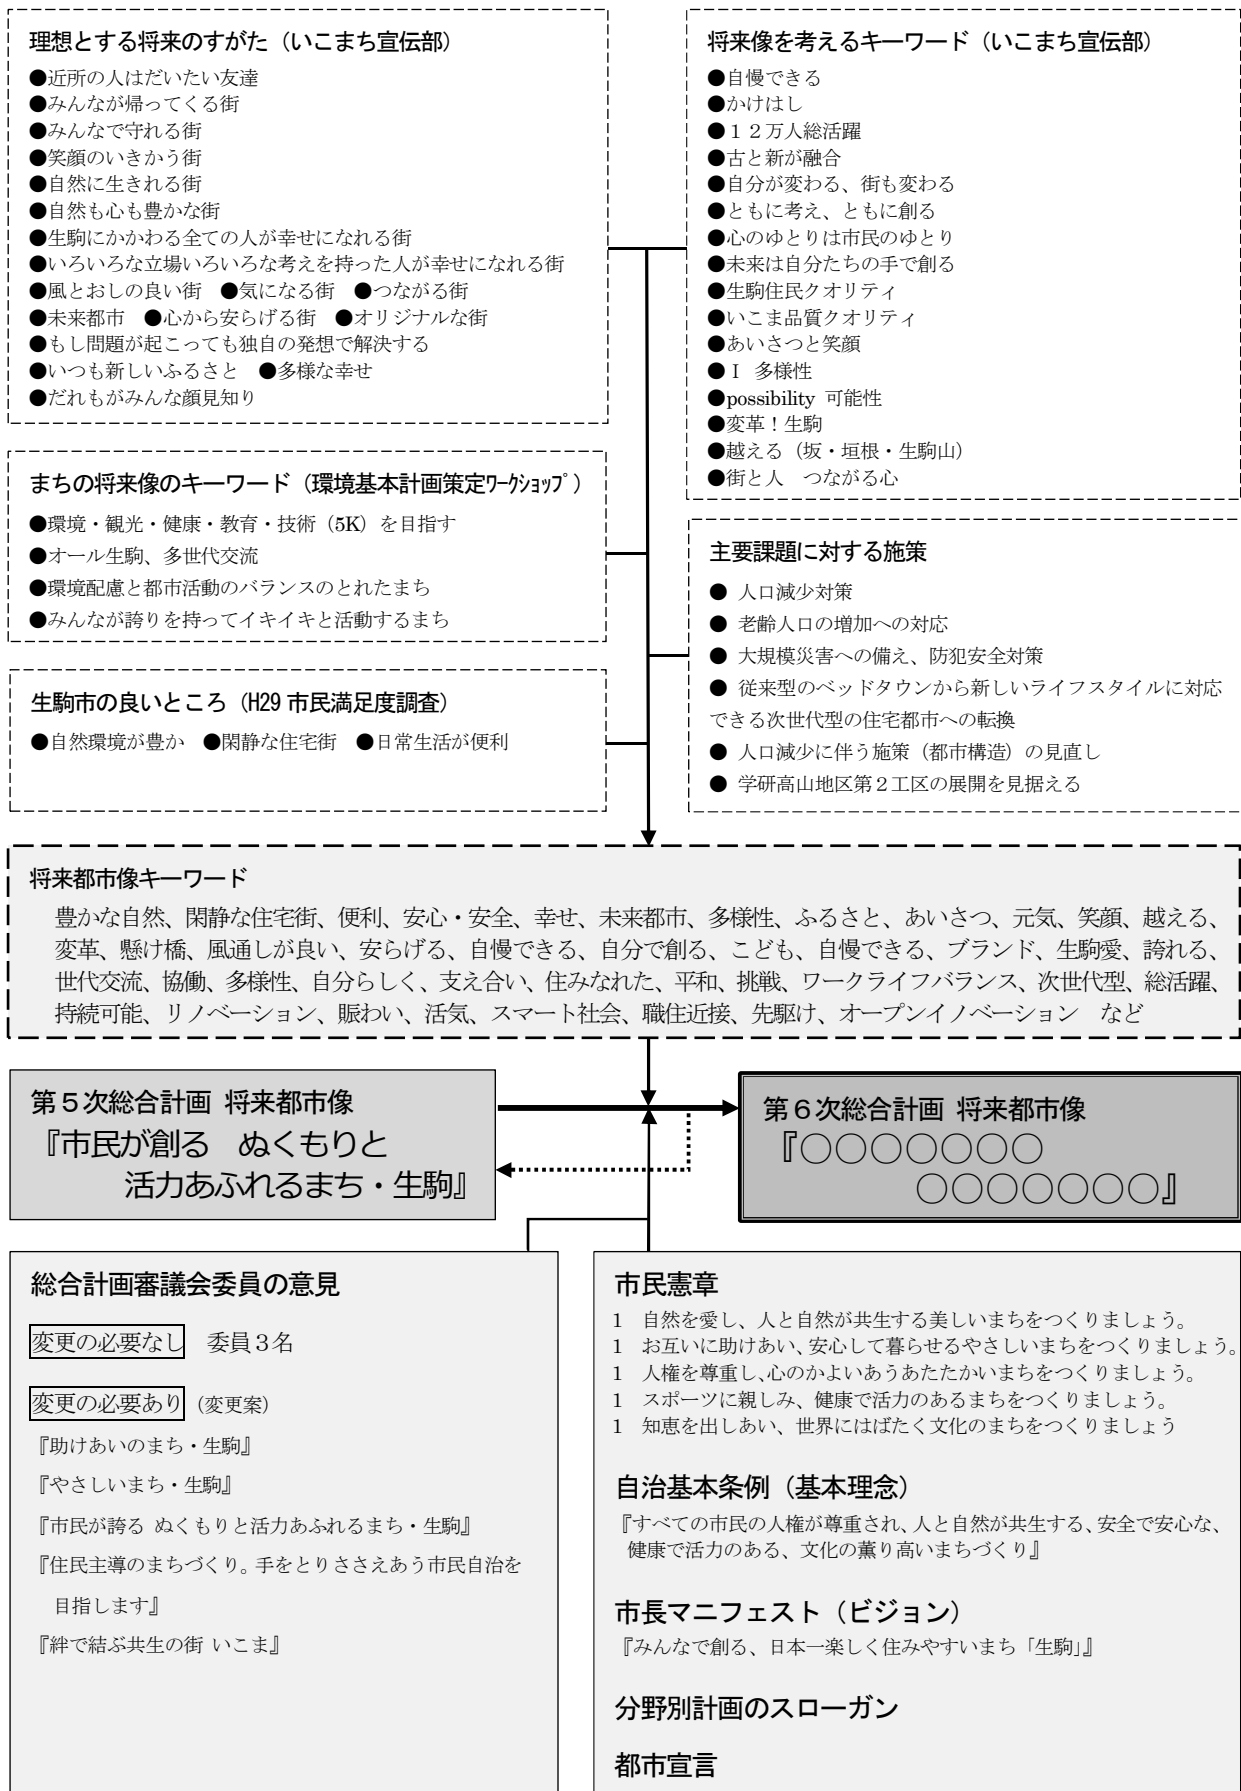 理想とする将来のすがた（いこまち宣伝部）
●近所の人はだいたい友達
●みんなが帰ってくる街
●みんなで守れる街
●笑顔のいきかう街
●自然に生きれる街
●自然も心も豊かな街
●生駒にかかわる全ての人が幸せになれる街
●いろいろな立場いろいろな考えを持った人が幸せになれる街
●風とおしの良い街　●気になる街　●つながる街
●未来都市　●心から安らげる街　●オリジナルな街
●もし問題が起こっても独自の発想で解決する
●いつも新しいふるさと　●多様な幸せ
●だれもがみんな顔見知り
まちの将来像のキーワード（環境基本計画策定ﾜｰｸｼｮｯﾌﾟ）
●環境・観光・健康・教育・技術（5K）を目指す
●オール生駒、多世代交流
●環境配慮と都市活動のバランスのとれたまち
●みんなが誇りを持ってイキイキと活動するまち
生駒市の良いところ（H29 市民満足度調査）
●自然環境が豊か　●閑静な住宅街　●日常生活が便利
将来像を考えるキーワード（いこまち宣伝部）
●自慢できる
●かけはし
●１２万人総活躍
●古と新が融合
●自分が変わる、街も変わる
●ともに考え、ともに創る
●心のゆとりは市民のゆとり
●未来は自分たちの手で創る
●生駒住民クオリティ
●いこま品質クオリティ
●あいさつと笑顔
●Ｉ 多様性
●possibility 可能性
●変革！生駒
●越える（坂・垣根・生駒山）
●街と人　つながる心
主要課題に対する施策
● 人口減少対策
● 老齢人口の増加への対応
● 大規模災害への備え、防犯安全対策
● 従来型のベッドタウンから新しいライフスタイルに対応
できる次世代型の住宅都市への転換
● 人口減少に伴う施策（都市構造）の見直し
● 学研高山地区第２工区の展開を見据える
将来都市像キーワード
豊かな自然、閑静な住宅街、便利、安心・安全、幸せ、未来都市、多様性、ふるさと、あいさつ、元気、笑顔、越える、
変革、懸け橋、風通しが良い、安らげる、自慢できる、自分で創る、こども、自慢できる、ブランド、生駒愛、誇れる、
世代交流、協働、多様性、自分らしく、支え合い、住みなれた、平和、挑戦、ワークライフバランス、次世代型、総活躍、
持続可能、リノベーション、賑わい、活気、スマート社会、職住近接、先駆け、オープンイノベーション　など
第５次総合計画 将来都市像
『市民が創る　ぬくもりと
活力あふれるまち・生駒』
第６次総合計画 将来都市像
『○○○○○○○
○○○○○○○』
総合計画審議会委員の意見
変更の必要なし　委員３名
変更の必要あり（変更案）
『助けあいのまち・生駒』
『やさしいまち・生駒』
『市民が誇る ぬくもりと活力あふれるまち・生駒』
『住民主導のまちづくり。手をとりささえあう市民自治を
目指します』
『絆で結ぶ共生の街 いこま』
市民憲章
1　自然を愛し、人と自然が共生する美しいまちをつくりましょう。
1　お互いに助けあい、安心して暮らせるやさしいまちをつくりましょう。
1　人権を尊重し、心のかよいあうあたたかいまちをつくりましょう。
1　スポーツに親しみ、健康で活力のあるまちをつくりましょう。
1　知恵を出しあい、世界にはばたく文化のまちをつくりましょう
自治基本条例（基本理念）
『すべての市民の人権が尊重され、人と自然が共生する、安全で安心な、
健康で活力のある、文化の薫り高いまちづくり』
市長マニフェスト（ビジョン）
『みんなで創る、日本一楽しく住みやすいまち「生駒」』
分野別計画のスローガン
都市宣言